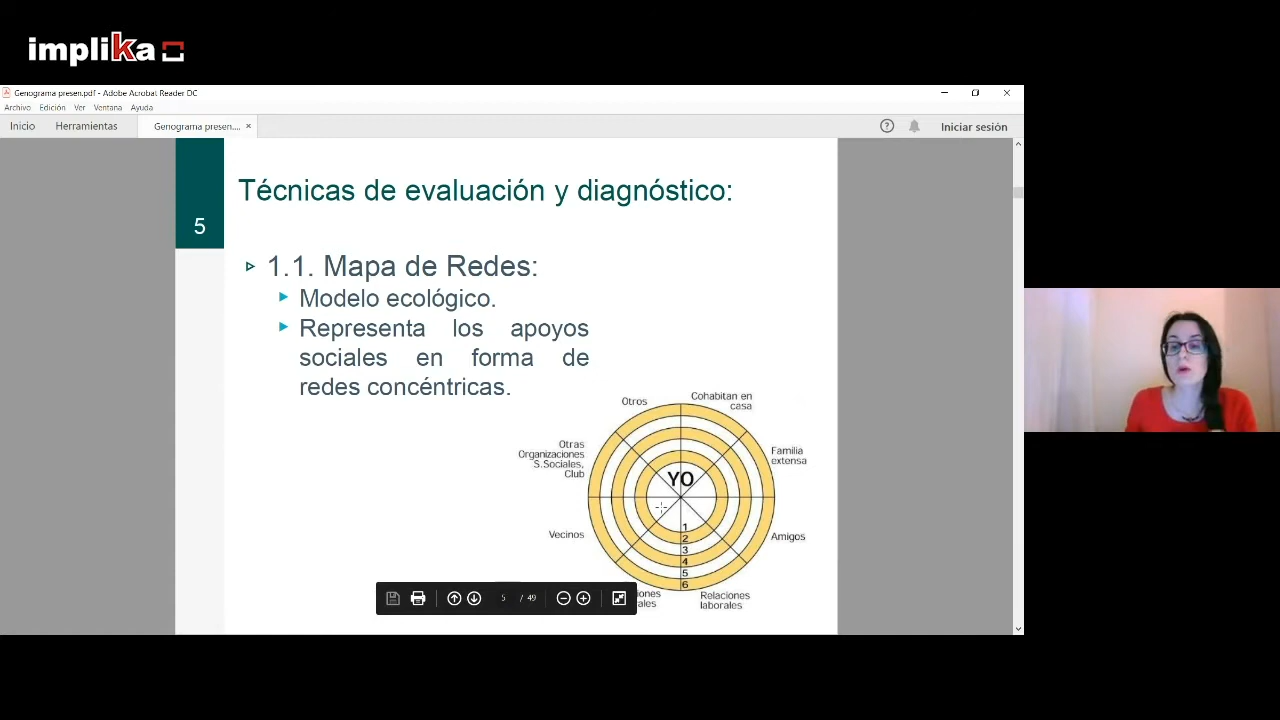 implika
Genograma presen.pdf - Adobe Acrobat Reader DC
Archivo Edición Ver Ventana Ayuda
Inicio Herramientas Genograma presen.... × Iniciar sesión
5
Técnicas de evaluación y diagnóstico:
1.1. Mapa de Redes:
Modelo ecológico.
Representa los apoyos
sociales en forma de
redes concéntricas.
Otros
Cohabitan en
casa
Otras
Organizaciones
S.Sociales,
Club
Familia
extensa
YO
Vecinos
Amigos
1
2
3
4
5
6
Relaciones
laborales
5 / 49